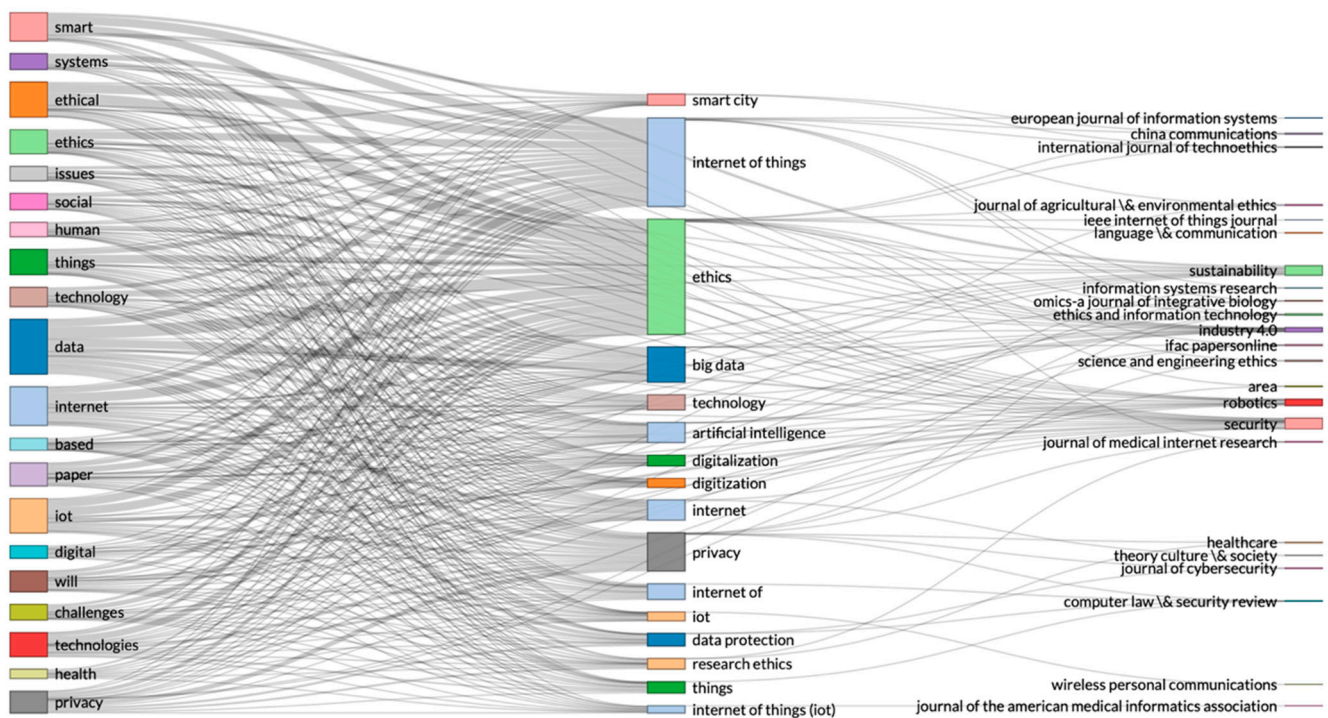 smart
systems
ethical
ethics
issues
social
human
things
technology
data
internet
based
paper
iot
digital
will
challenges
technologies
health
privacy
smart city
internet of things
ethics
big data
technology
artificial intelligence
digitalization
digitization
internet
privacy
internet of
iot
data protection
research ethics
things
internet of things (iot)
european journal of information systems
china communications
international journal of technoethics
journal of agricultural \& environmental ethics
ieee internet of things journal
language \& communication
sustainability
information systems research
omics-a journal of integrative biology
ethics and information technology
industry 4.0
ifac papersonline
science and engineering ethics
area
robotics
security
journal of medical internet research
healthcare
theory culture \& society
journal of cybersecurity
computer law \& security review
wireless personal communications
journal of the american medical informatics association